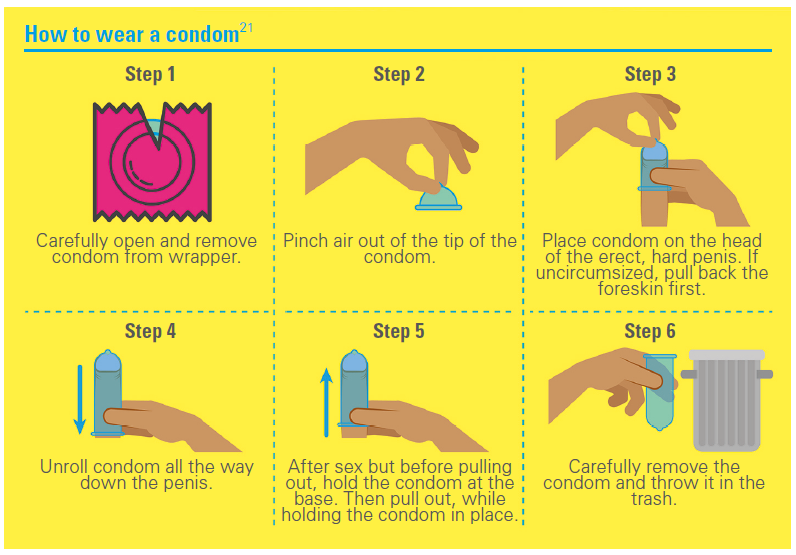 How to wear a condom21
Step 1
Carefully open and remove
condom from wrapper.
Step 2
Pinch air out of the tip of the
condom.
Step 3
Place condom on the head
of the erect, hard penis. If
uncircumsized, pull back the
foreskin first.
Step 4
Unroll condom all the way
down the penis.
Step 5
After sex but before pulling
out, hold the condom at the
base. Then pull out, while
holding the condom in place.
Step 6
Carefully remove the
condom and throw it in the
trash.